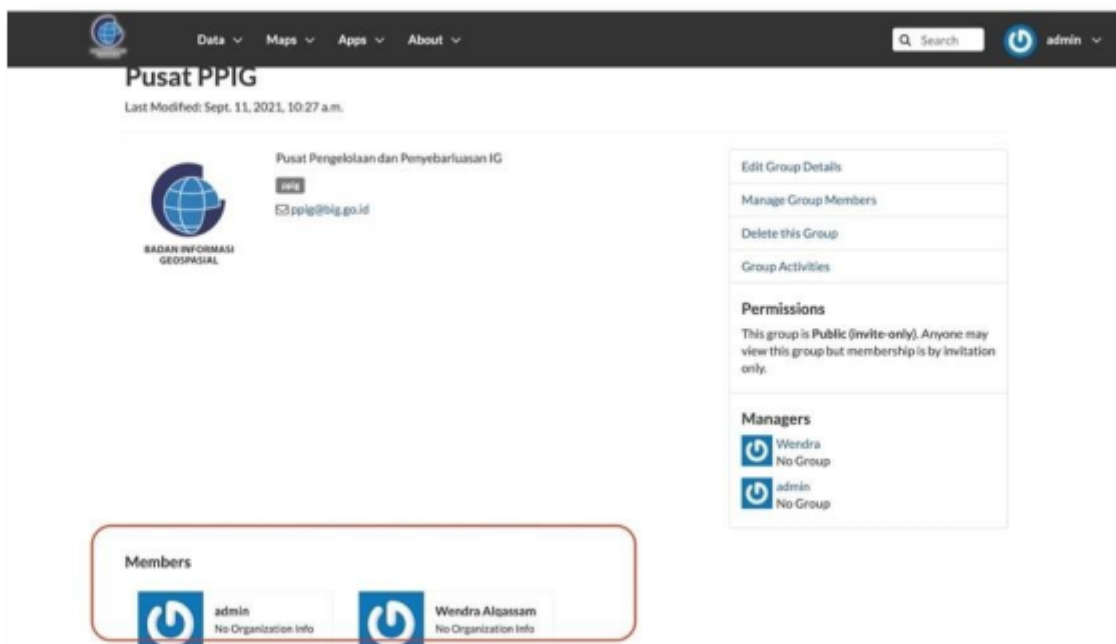 Data Maps Apps About Search admin
Pusat PPIG
Last Modified: Sept. 11, 2021, 10:27 a.m.
Pusat Pengelolaan dan Penyebarluasan IG
ppig
ppig@big.go.id
BADAN INFORMASI
GEOSPASIAL
Edit Group Details
Manage Group Members
Delete this Group
Group Activities
Permissions
This group is Public (invite-only). Anyone may
view this group but membership is by invitation
only.
Managers
Wendra
No Group
admin
No Group
Members
admin
No Organization Info
Wendra Alqassam
No Organization Info